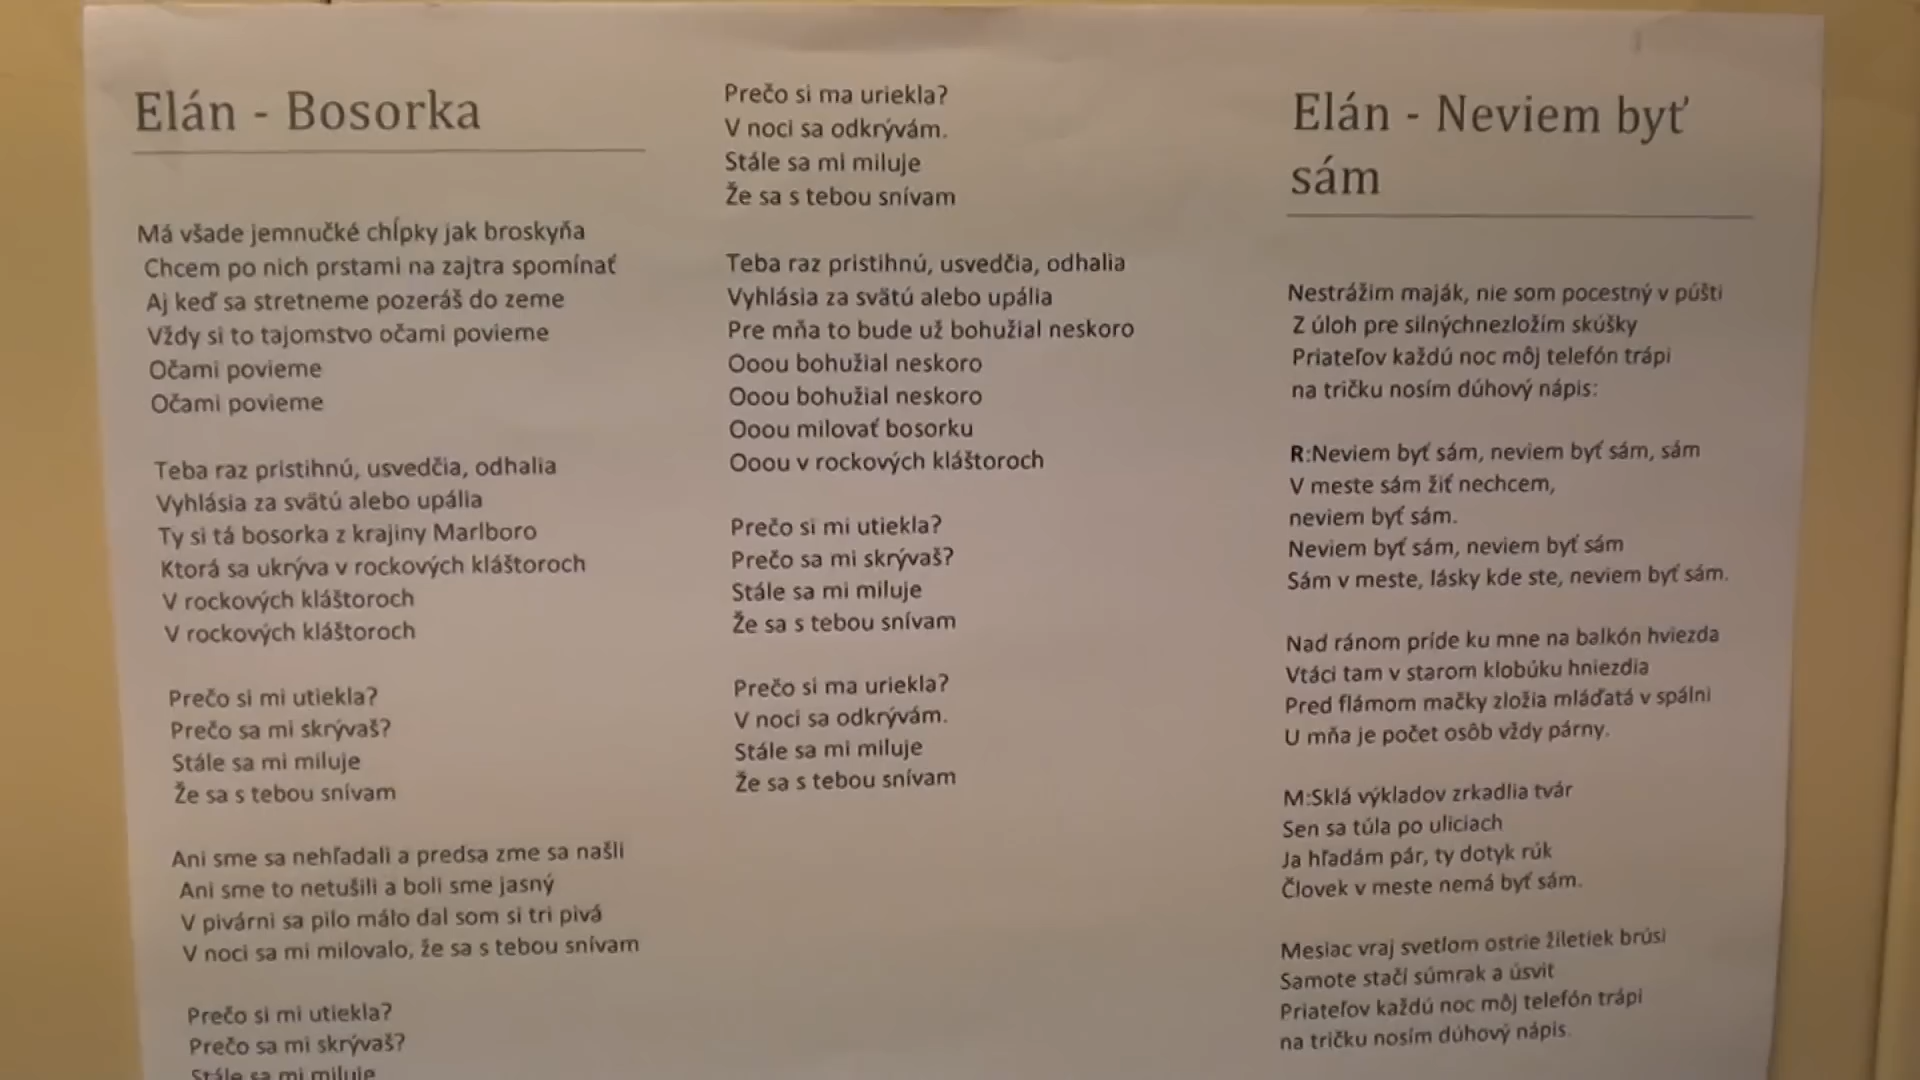 Elán - Bosorka
Má všade jemnučké chĺpky jak broskyňa
Chcem po nich prstami na zajtra spomínať
Aj keď sa stretneme pozeráš do zeme
Vždy si to tajomstvo očami povieme
Očami povieme
Očami povieme
Teba raz pristihnú, usvedčia, odhalia
Vyhlásia za svätú alebo upália
Ty si tá bosorka z krajiny Marlboro
Ktorá sa ukrýva v rockových kláštoroch
V rockových kláštoroch
V rockových kláštoroch
Prečo si mi utiekla?
Prečo sa mi skrývaš?
Stále sa mi miluje
Že sa s tebou snívam
Ani sme sa nehľadali a predsa zme sa našli
Ani sme to netušili a boli sme jasný
V pivárni sa pilo málo dal som si tri pivá
V noci sa mi milovalo, že sa s tebou snívam
Prečo si mi utiekla?
Prečo sa mi skrývaš?
Stále sa mi miluje
Prečo si ma uriekla?
V noci sa odkrývám.
Stále sa mi miluje
Že sa s tebou snívam
Teba raz pristihnú, usvedčia, odhalia
Vyhlásia za svätú alebo upália
Pre mňa to bude už bohužial neskoro
Ooou bohužial neskoro
Ooou bohužial neskoro
Ooou milovať bosorku
Ooou v rockových kláštoroch
Prečo si mi utiekla?
Prečo sa mi skrývaš?
Stále sa mi miluje
Že sa s tebou snívam
Prečo si ma uriekla?
V noci sa odkrývám.
Stále sa mi miluje
Že sa s tebou snívam
Elán - Neviem byť
sám
Nestrážim maják, nie som pocestný v púšti
Z úloh pre silnýchnezložím skúšky
Priateľov každú noc môj telefón trápi
na tričku nosím dúhový nápis:
R:Neviem byť sám, neviem byť sám, sám
V meste sám žiť nechcem,
neviem byť sám.
Neviem byť sám, neviem byť sám
Sám v meste, lásky kde ste, neviem byť sám.
Nad ránom príde ku mne na balkón hviezda
Vtáci tam v starom klobúku hniezdia
Pred flámom mačky zložia mláďatá v spálni
U mňa je počet osôb vždy párny.
M:Sklá výkladov zrkadlia tvár
Sen sa túla po uliciach
Ja hľadám pár, ty dotyk rúk
Človek v meste nemá byť sám.
Mesiac vraj svetlom ostrie žiletiek brúsi
Samote stačí súmrak a úsvit
Priateľov každú noc môj telefón trápi
na tričku nosím dúhový nápis.